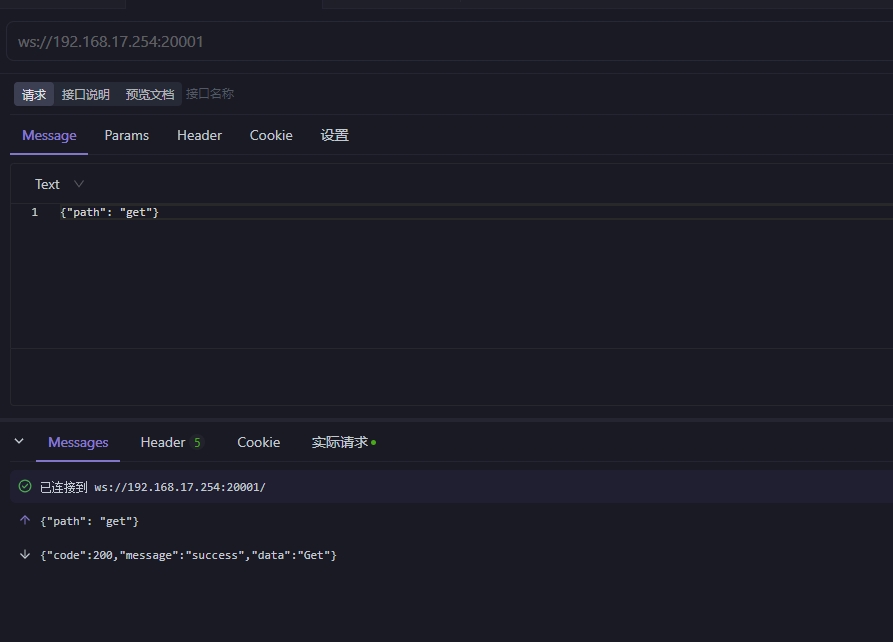 ws://192.168.17.254:20001
请求 接口说明 预览文档 接口名称
Message Params Header Cookie 设置
Text
1 {"path": "get"}
Messages Header 5 Cookie 实际请求
已连接到 ws://192.168.17.254:20001/
{"path": "get"}
{"code":200,"message":"success","data":"Get"}